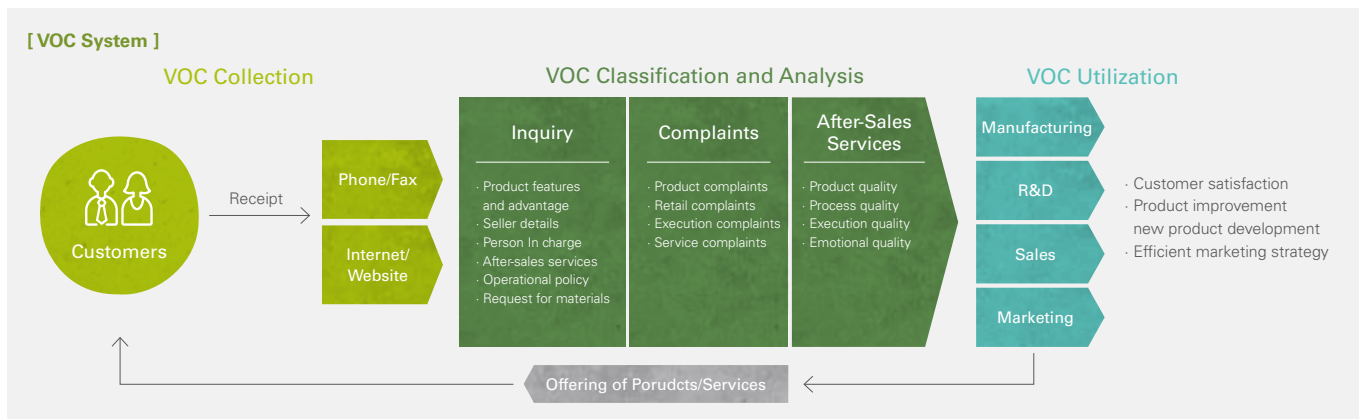 [ VOC System ]
VOC Collection
VOC Classification and Analysis
VOC Utilization
Customers
Receipt
Phone/Fax
Internet/
Website
Inquiry
· Product features
and advantage
· Seller details
· Person In charge
· After-sales services
· Operational policy
· Request for materials
Complaints
· Product complaints
· Retail complaints
· Execution complaints
· Service complaints
After-Sales
Services
· Product quality
· Process quality
· Execution quality
· Emotional quality
Manufacturing
R&D
Sales
Marketing
· Customer satisfaction
· Product improvement
new product development
· Efficient marketing strategy
Offering of Porudcts/Services